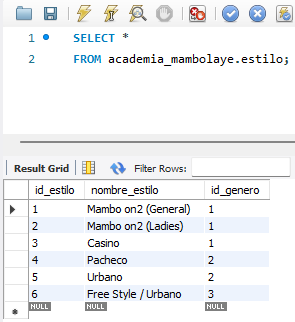 1 SELECT *
2 FROM academia_mambolaye.estilo;
Result Grid Filter Rows:
id_estilo nombre_estilo id_genero
1 Mambo on2 (General) 1
2 Mambo on2 (Ladies) 1
3 Casino 1
4 Pacheco 2
5 Urbano 2
6 Free Style / Urbano 3
NULL NULL NULL